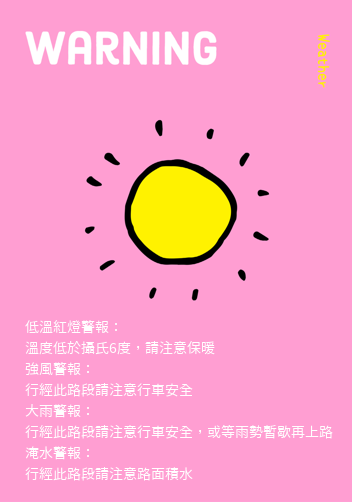 WARNING
Weather
低溫紅燈警報：
溫度低於攝氏6度，請注意保暖
強風警報：
行經此路段請注意行車安全
大雨警報：
行經此路段請注意行車安全，或等雨勢暫歇再上路
淹水警報：
行經此路段請注意路面積水